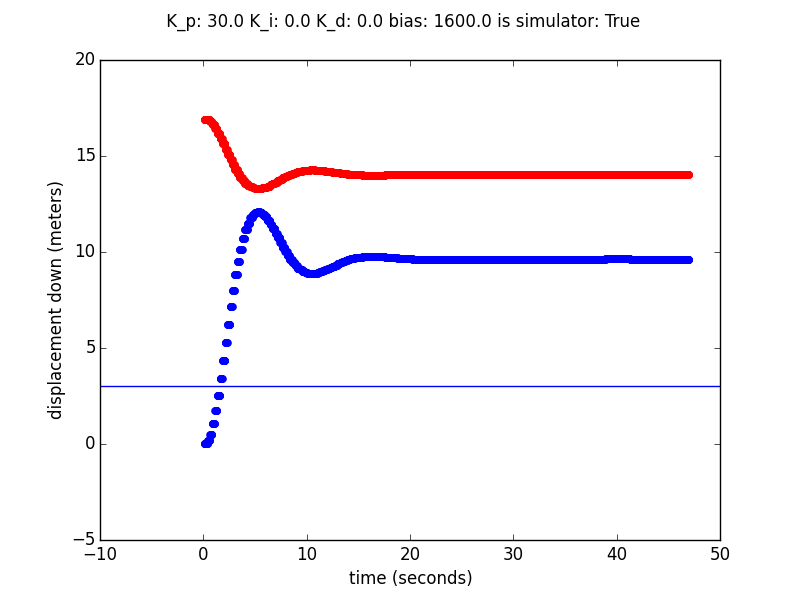 K_p: 30.0 K_i: 0.0 K_d: 0.0 bias: 1600.0 is simulator: True
20
15
10
5
0
−5
−10 0 10 20 30 40 50
displacement down (meters)
time (seconds)